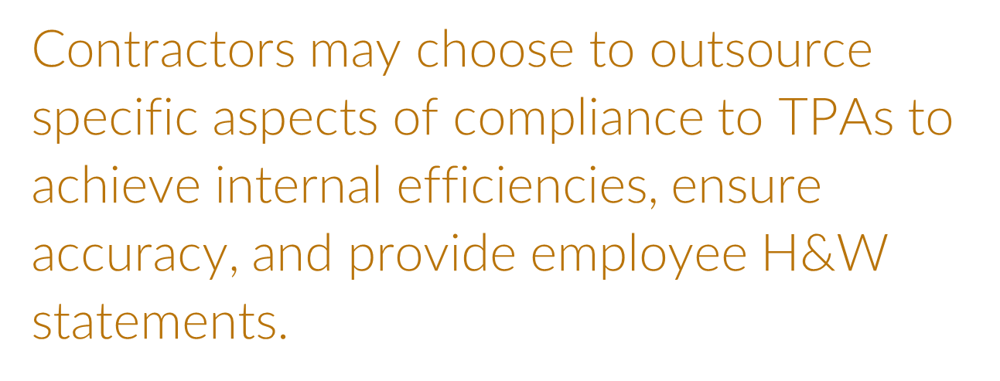 Contractors may choose to outsource
specific aspects of compliance to TPAs to
achieve internal efficiencies, ensure
accuracy, and provide employee H&W
statements.